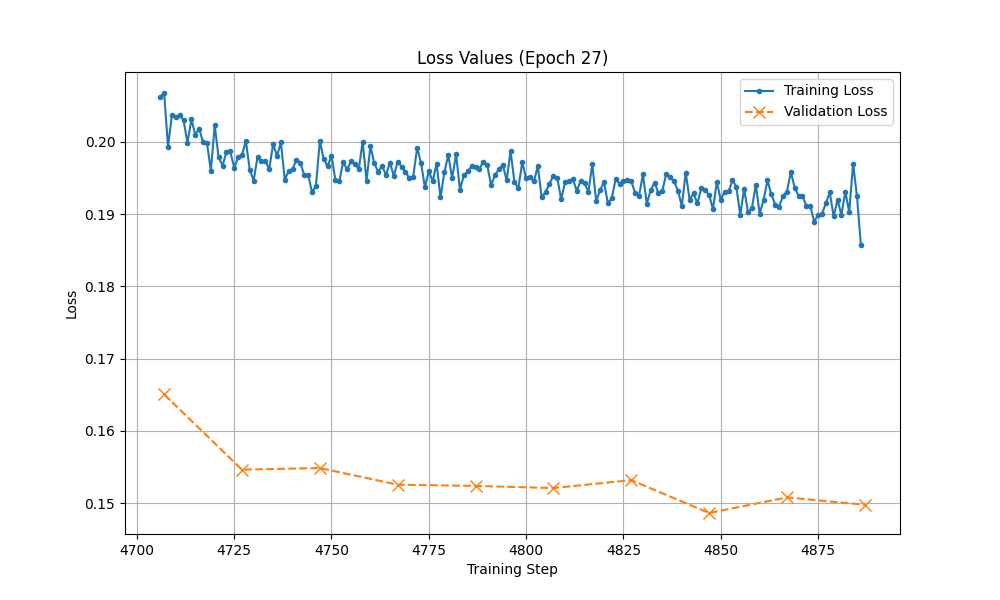 Loss Values (Epoch 27)
Training Loss
Validation Loss
0.20
0.19
0.18
0.17
0.16
0.15
Loss
4700 4725 4750 4775 4800 4825 4850 4875
Training Step